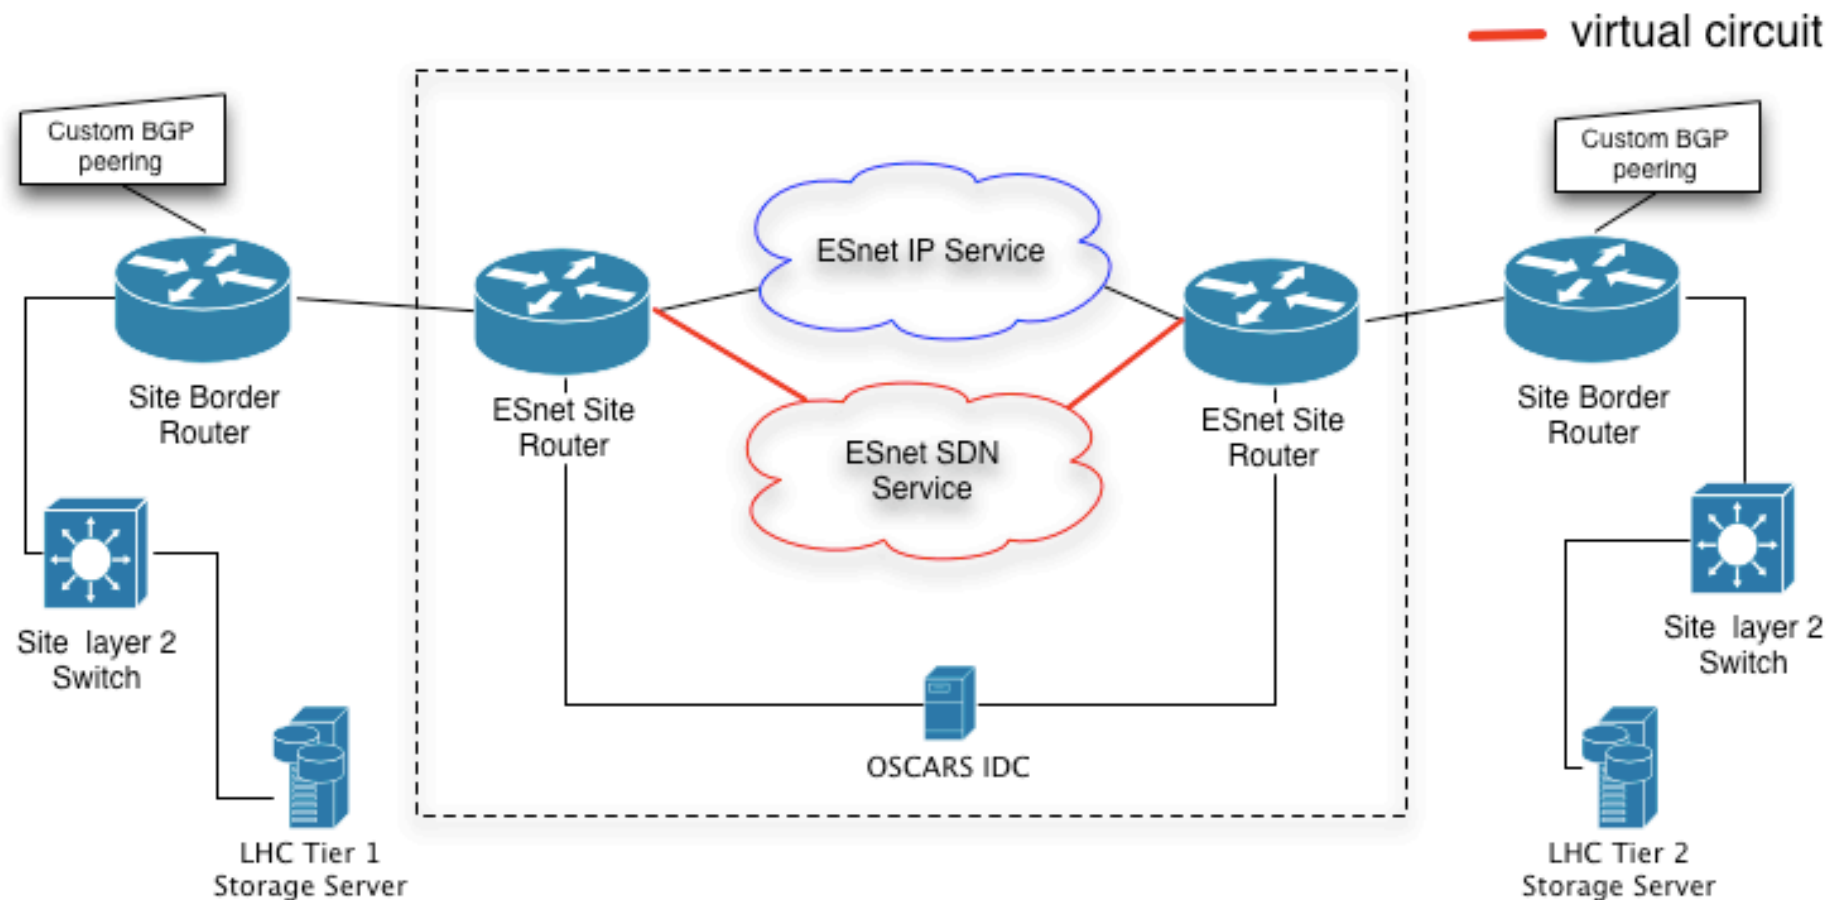 virtual circuit
Custom BGP
peering
Custom BGP
peering
ESnet IP Service
Site Border
Router
ESnet Site
Router
ESnet SDN
Service
ESnet Site
Router
Site Border
Router
Site layer 2
Switch
Site layer 2
Switch
OSCARS IDC
LHC Tier 1
Storage Server
LHC Tier 2
Storage Server